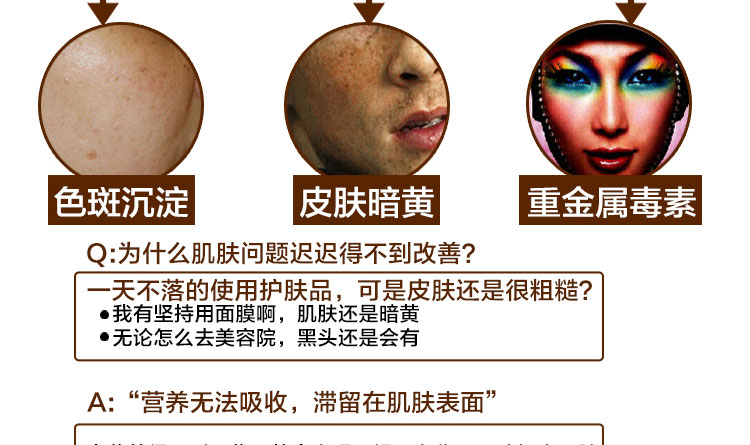 色斑沉淀
皮肤暗黄
重金属毒素
Q:为什么肌肤问题迟迟得不到改善?
一天不落的使用护肤品，可是皮肤还是很粗糙?
●我有坚持用面膜啊，肌肤还是暗黄
●无论怎么去美容院，黑头还是会有
A:“营养无法吸收，滞留在肌肤表面”